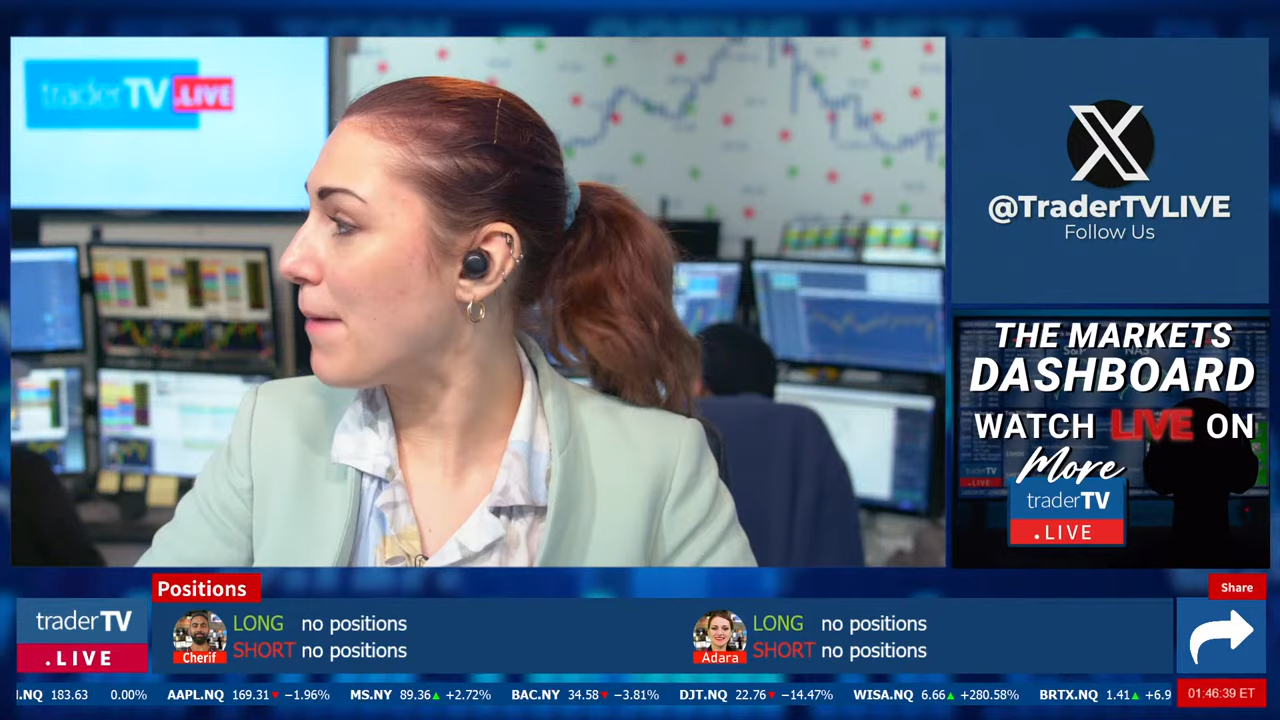 traderTV.LIVE
@TraderTVLIVE
Follow Us
THE MARKETS
DASHBOARD
WATCH LIVE ON
More
traderTV
.LIVE
Positions
Share
traderTV
.LIVE
Cherif
LONG no positions
SHORT no positions
Adara
LONG no positions
SHORT no positions
.NQ 183.63 0.00% AAPL.NQ 169.31▼ −1.96% MS.NY 89.36▲ +2.72% BAC.NY 34.58▼ −3.81% DJT.NQ 22.76▼ −14.47% WISA.NQ 6.66▲ +280.58% BRTX.NQ 1.41▲ +6.9
01:46:39 ET